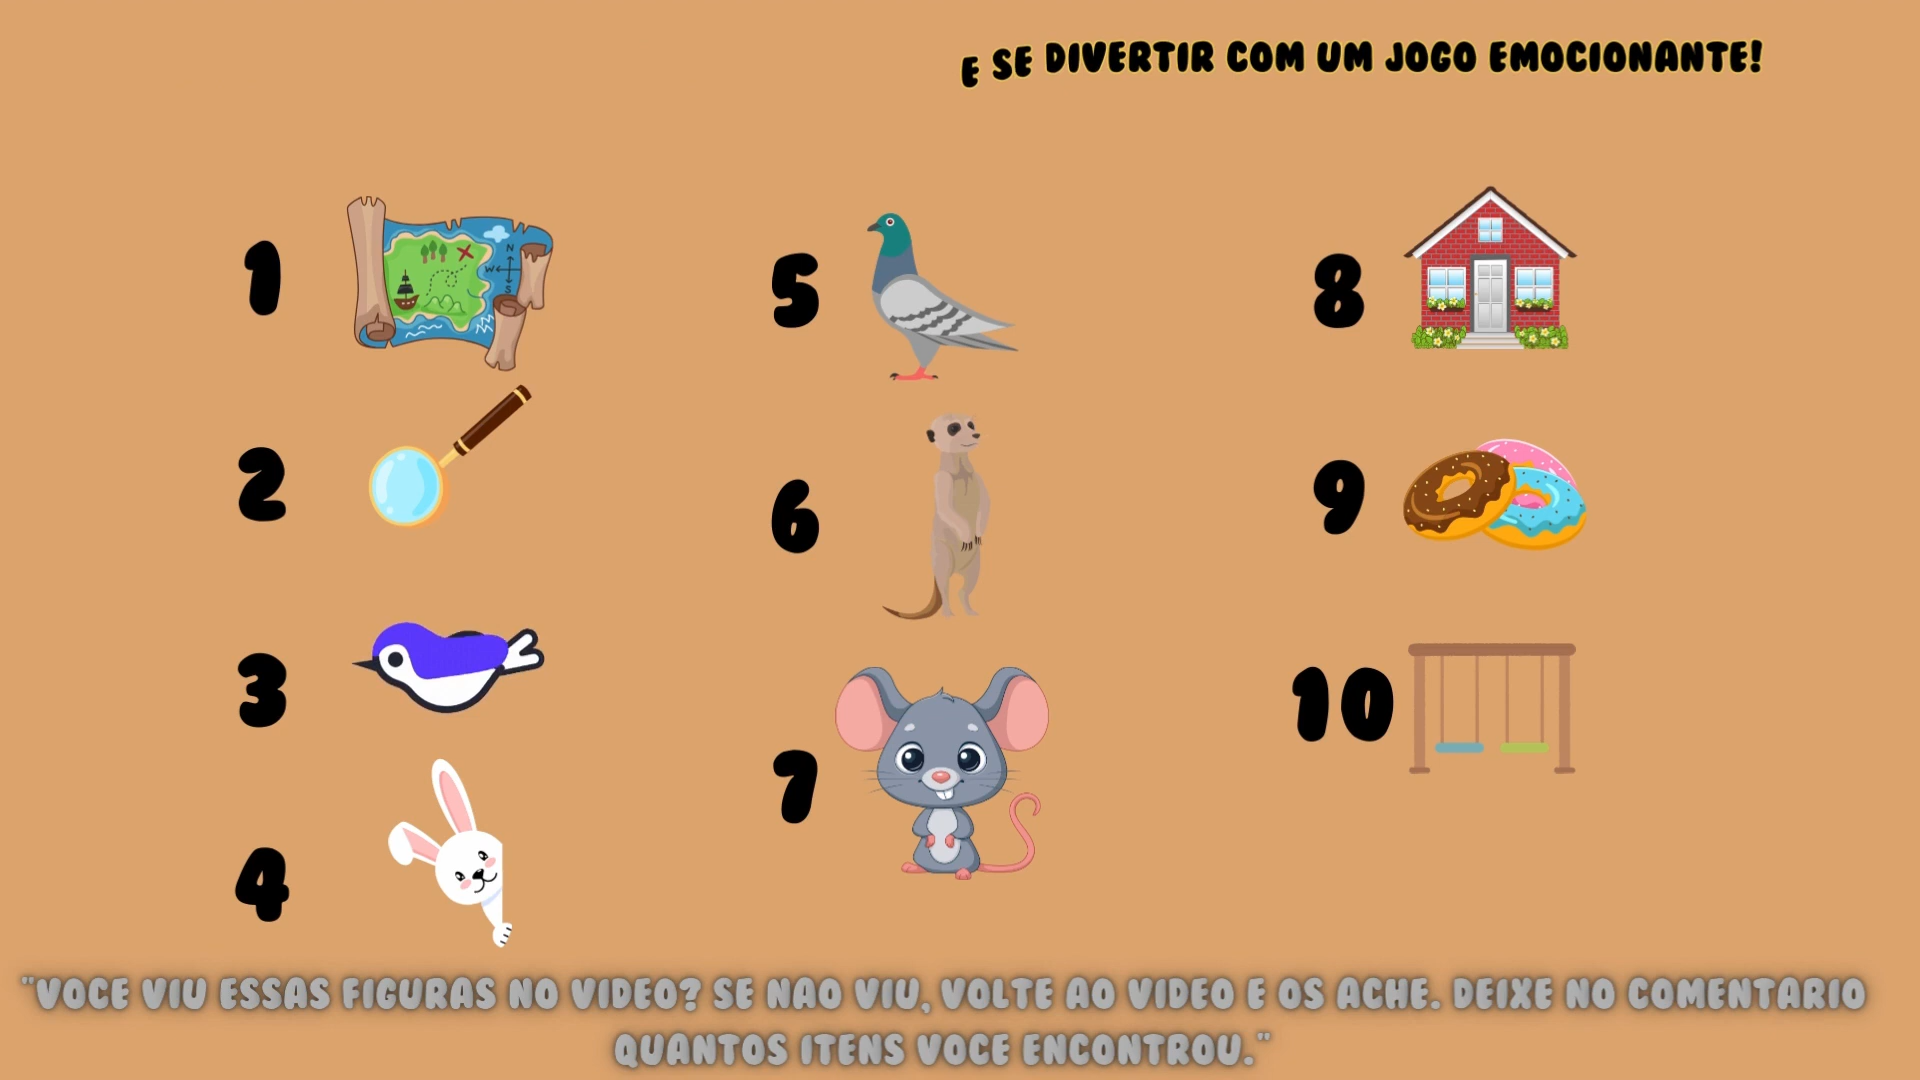 E SE DIVERTIR COM UM JOGO EMOCIONANTE!
1
2
3
4
5
6
7
8
9
10
N
W
S
"VOCE VIU ESSAS FIGURAS NO VIDEO? SE NAO VIU, VOLTE AO VIDEO E OS ACHE. DEIXE NO COMENTARIO
QUANTOS ITENS VOCE ENCONTROU."